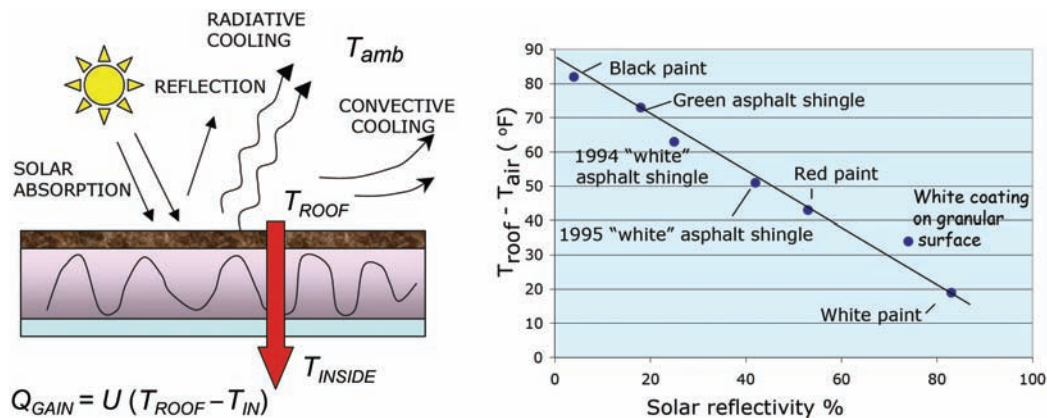 RADIATIVE
COOLING
T_amb
REFLECTION
CONVECTIVE
COOLING
SOLAR
ABSORPTION
T_ROOF
T_INSIDE
Q_GAIN = U (T_ROOF – T_IN)
T_roof - T_air (°F)
90
80
70
60
50
40
30
20
10
0
Black paint
Green asphalt shingle
1994 "white"
asphalt shingle
Red paint
1995 "white" asphalt shingle
White coating
on granular
surface
White paint
0
20
40
60
80
100
Solar reflectivity %